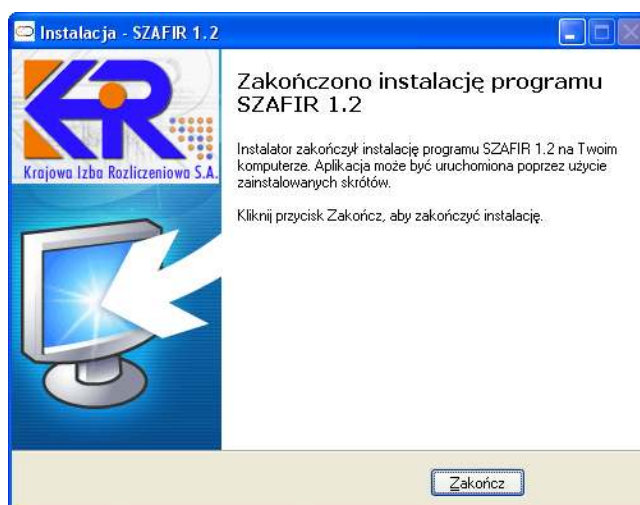 Instalacja - SZAFIR 1.2
KIR
Krajowa Izba Rozliczeniowa S.A.
Zakończono instalację programu
SZAFIR 1.2
Instalator zakończył instalację programu SZAFIR 1.2 na Twoim
komputerze. Aplikacja może być uruchomiona poprzez użycie
zainstalowanych skrótów.
Kliknij przycisk Zakończ, aby zakończyć instalację.
Zakończ